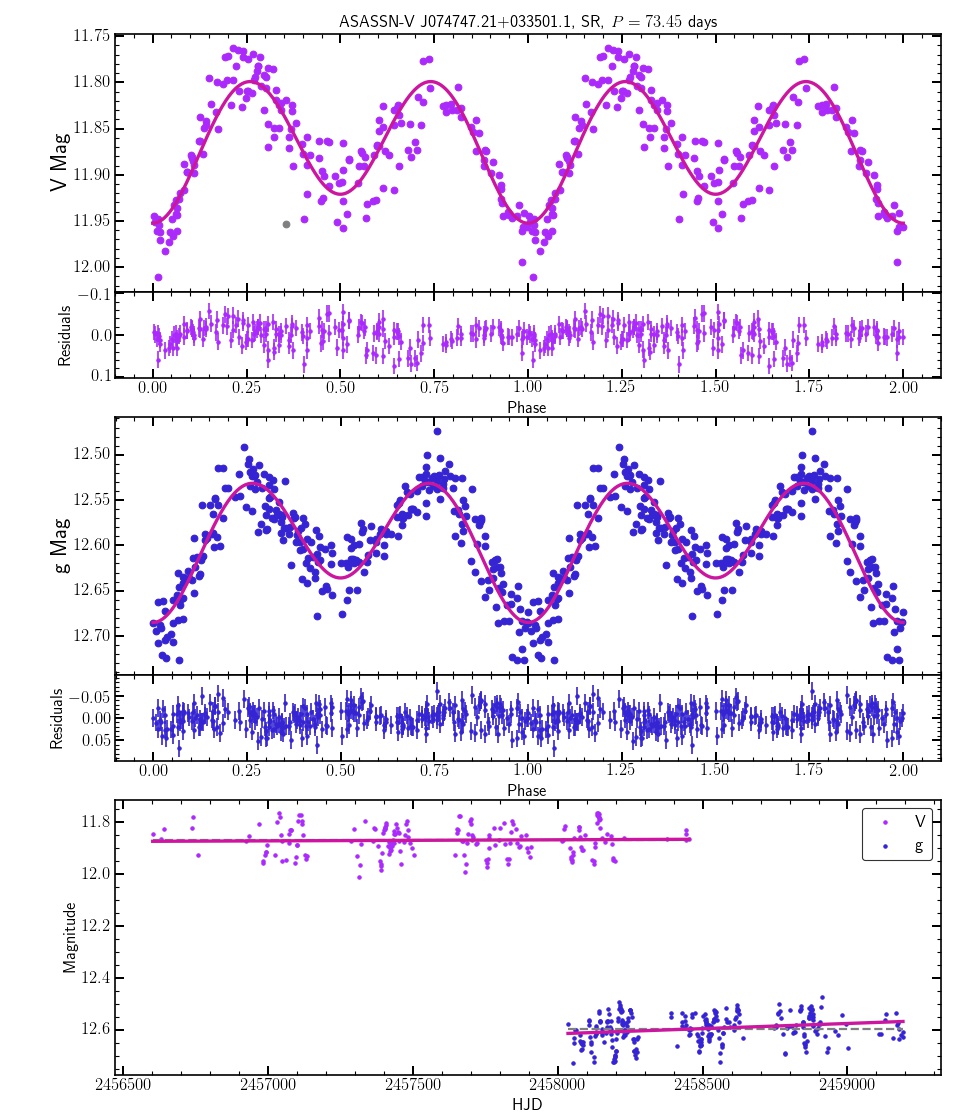 ASASSN-V J074747.21+033501.1, SR, P = 73.45 days
11.75
11.80
11.85
11.90
11.95
12.00
V Mag
−0.1
0.0
0.1
Residuals
0.00 0.25 0.50 0.75 1.00 1.25 1.50 1.75 2.00
Phase
12.50
12.55
12.60
12.65
12.70
g Mag
−0.05
0.00
0.05
Residuals
0.00 0.25 0.50 0.75 1.00 1.25 1.50 1.75 2.00
Phase
11.8
12.0
12.2
12.4
12.6
Magnitude
V
g
2456500 2457000 2457500 2458000 2458500 2459000
HJD